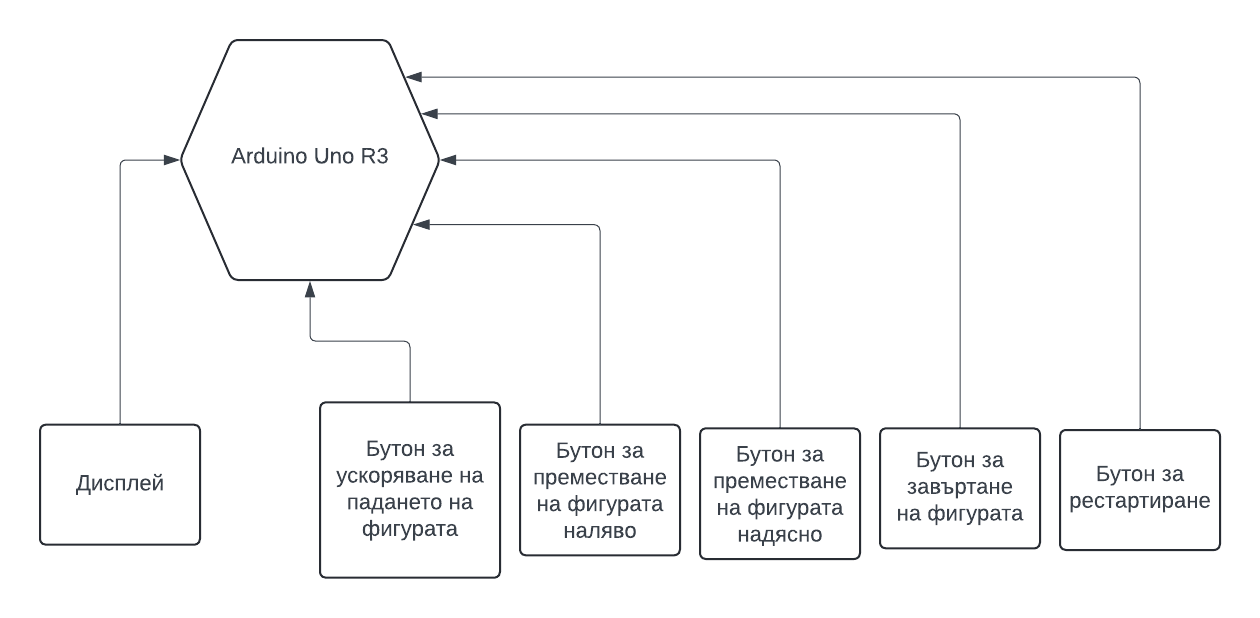 Arduino Uno R3
Дисплей
Бутон за
ускоряване на
падането на
фигурата
Бутон за
преместване
на фигурата
наляво
Бутон за
преместване
на фигурата
надясно
Бутон за
завъртане
на фигурата
Бутон за
рестартиране